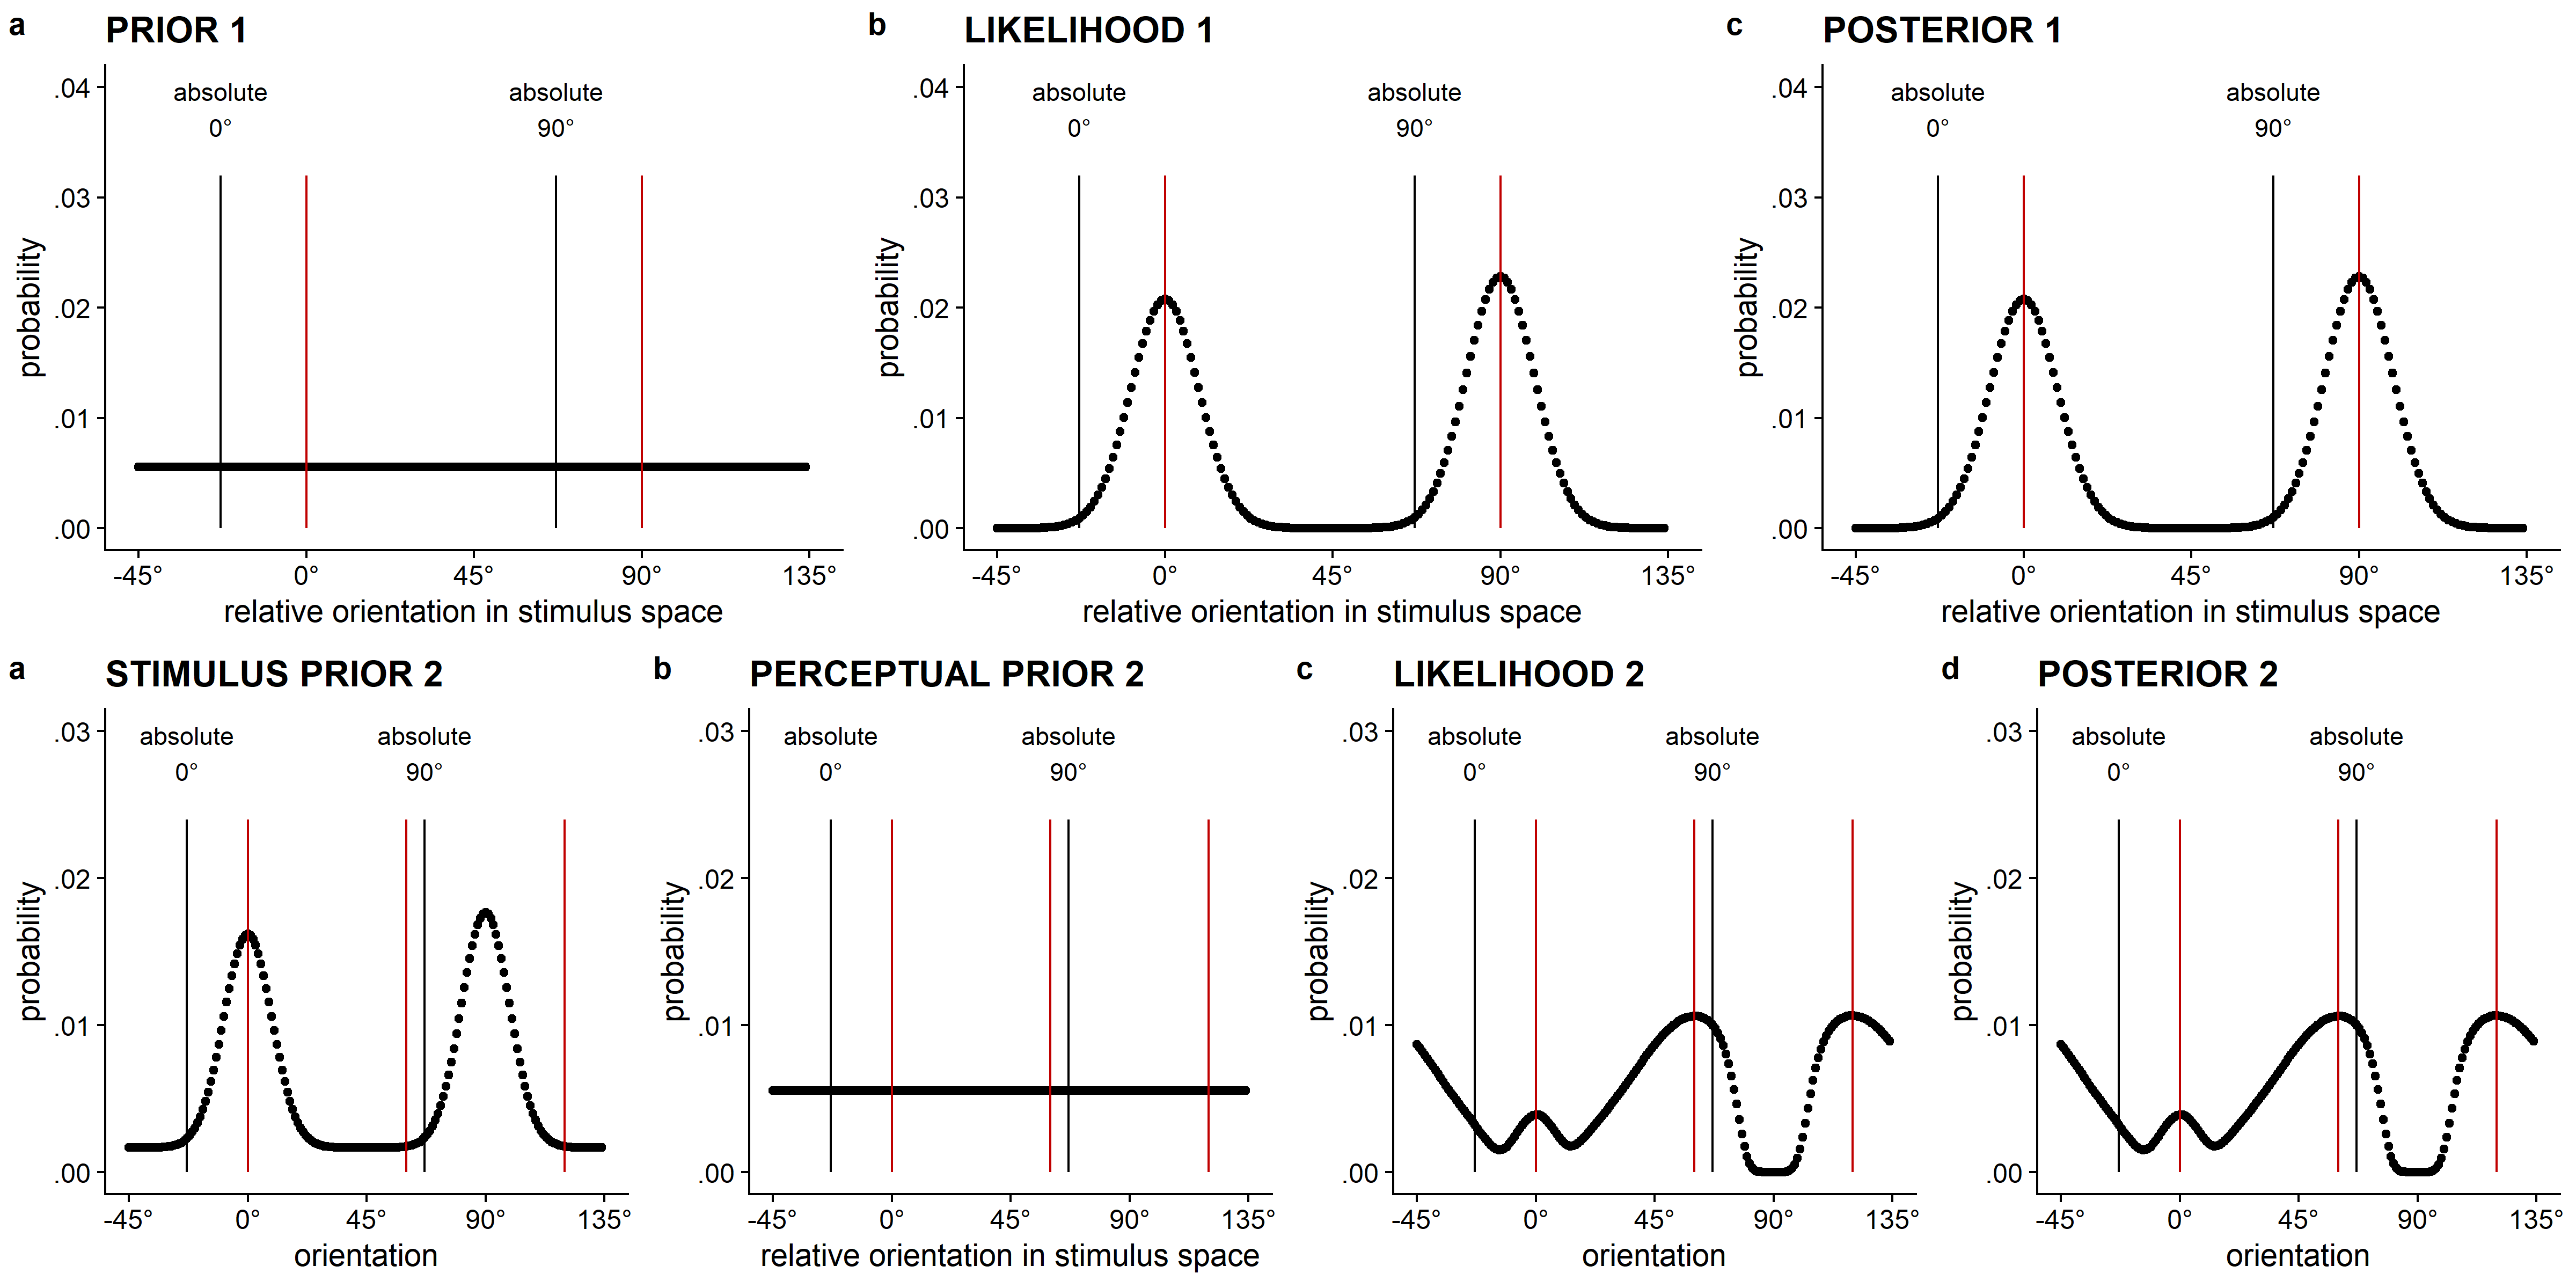 a PRIOR 1
absolute 0°
absolute 90°
.04
.03
.02
.01
.00
probability
-45° 0° 45° 90° 135°
relative orientation in stimulus space
b LIKELIHOOD 1
absolute 0°
absolute 90°
.04
.03
.02
.01
.00
probability
-45° 0° 45° 90° 135°
relative orientation in stimulus space
c POSTERIOR 1
absolute 0°
absolute 90°
.04
.03
.02
.01
.00
probability
-45° 0° 45° 90° 135°
relative orientation in stimulus space
a STIMULUS PRIOR 2
absolute 0°
absolute 90°
.03
.02
.01
.00
probability
-45° 0° 45° 90° 135°
orientation
b PERCEPTUAL PRIOR 2
absolute 0°
absolute 90°
.03
.02
.01
.00
probability
-45° 0° 45° 90° 135°
relative orientation in stimulus space
c LIKELIHOOD 2
absolute 0°
absolute 90°
.03
.02
.01
.00
probability
-45° 0° 45° 90° 135°
orientation
d POSTERIOR 2
absolute 0°
absolute 90°
.03
.02
.01
.00
probability
-45° 0° 45° 90° 135°
orientation